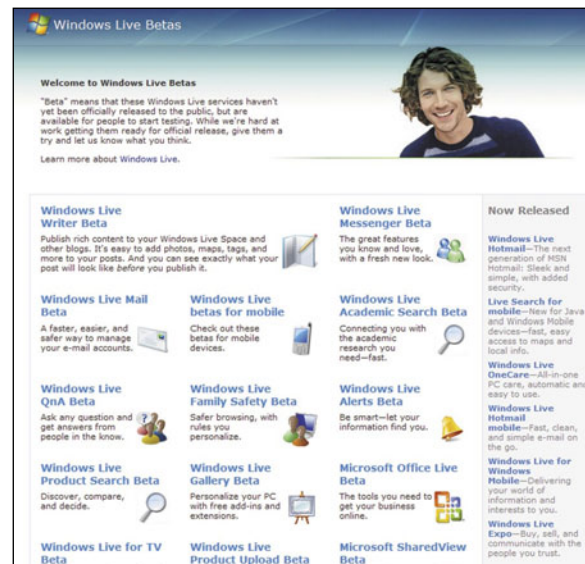 Windows Live Betas
Welcome to Windows Live Betas
"Beta" means that these Windows Live services haven't
yet been officially released to the public, but are
available for people to start testing. While we're hard at
work getting them ready for official release, give them a
try and let us know what you think.
Learn more about Windows Live.
Windows Live
Writer Beta
Publish rich content to your Windows Live Space and
other blogs. It's easy to add photos, maps, tags, and
more to your posts. And you can see exactly what your
post will look like before you publish it.
Windows Live
Messenger Beta
The great features
you know and love,
with a fresh new look.
Windows Live Mail
Beta
A faster, easier, and
safer way to manage
your e-mail accounts.
Windows Live
betas for mobile
Check out these
betas for mobile
devices.
Windows Live
Academic Search Beta
Connecting you with
the academic
research you
need—fast.
Windows Live
QnA Beta
Ask any question and
get answers from
people in the know.
Windows Live
Family Safety Beta
Safer browsing, with
rules you
personalize.
Windows Live
Alerts Beta
Be smart—let your
information find you.
Windows Live
Product Search Beta
Discover, compare,
and decide.
Windows Live
Gallery Beta
Personalize your PC
with free add-ins and
extensions.
Microsoft Office Live
Beta
The tools you need to
get your business
online.
Windows Live for TV
Beta
Windows Live
Product Upload Beta
Microsoft SharedView
Beta
Now Released
Windows Live
Hotmail—The next
generation of MSN
Hotmail: Sleek and
simple, with added
security.
Live Search for
mobile—New for Java
and Windows Mobile
devices—fast, easy
access to maps and
local info.
Windows Live
OneCare—All-in-one
PC care, automatic and
easy to use.
Windows Live
Hotmail
mobile—Fast, clean,
and simple e-mail on
the go.
Windows Live for
Windows
Mobile—Delivering
your world of
information and
interests to you.
Windows Live
Expo—Buy, sell, and
communicate with the
people you trust.